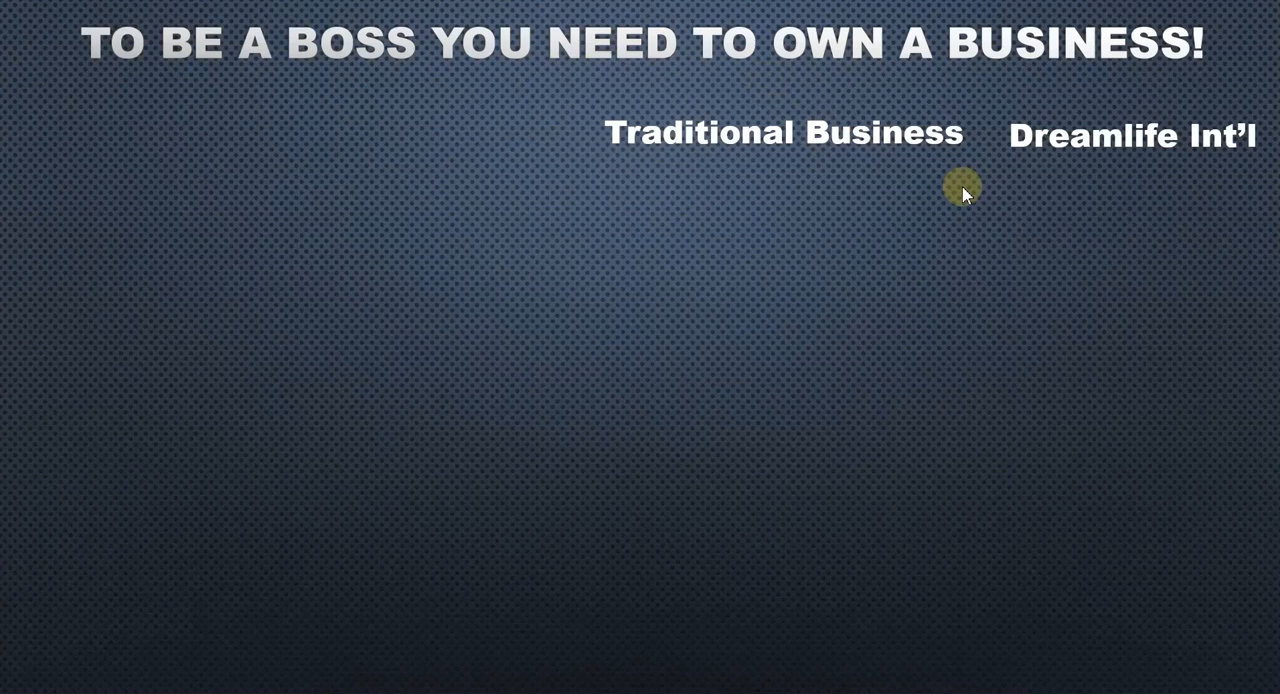 TO BE A BOSS YOU NEED TO OWN A BUSINESS!
Traditional Business Dreamlife Int’l